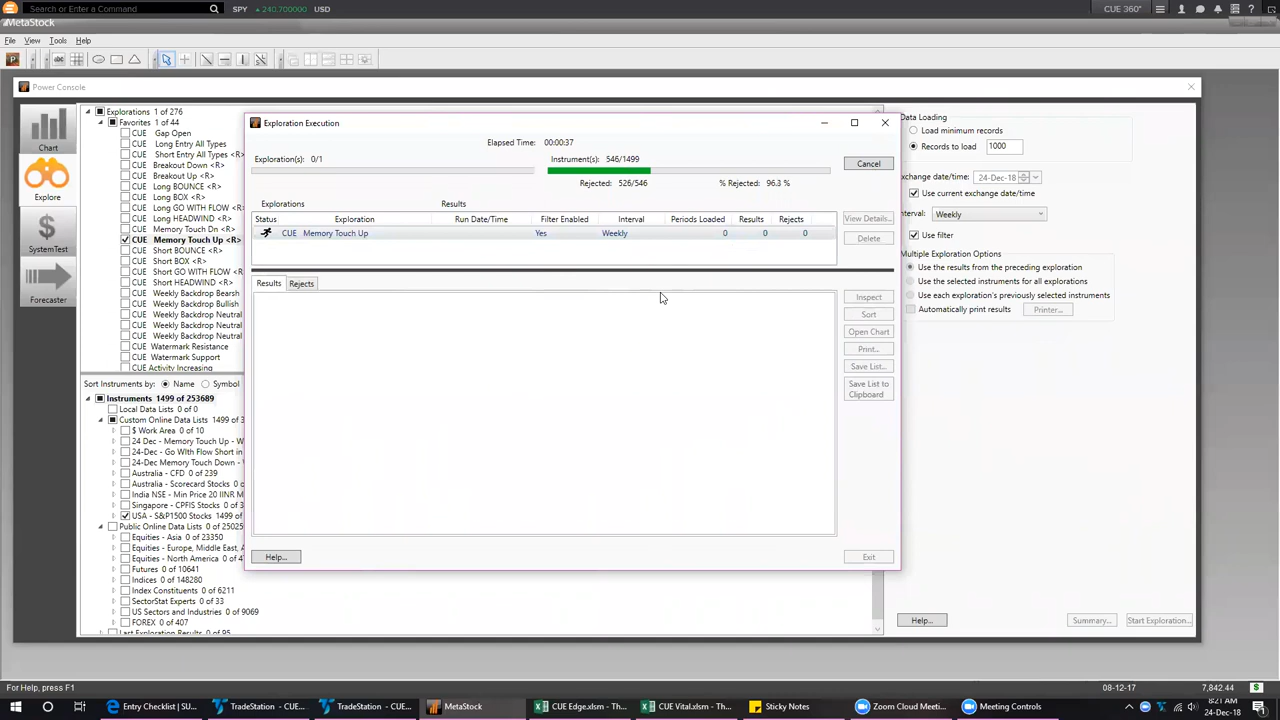 Search or Enter a Command
SPY
240.700000
USD
CUE 360°
MetaStock
File View Tools Help
Power Console
Chart
Explore
SystemTest
Forecaster
Explorations 1 of 276
Favorites 1 of 44
CUE Gap Open
CUE Long Entry All Types
CUE Short Entry All Types <R>
CUE Breakout Down <R>
CUE Breakout Up <R>
CUE Long BOUNCE <R>
CUE Long BOX <R>
CUE Long GO WITH FLOW <R>
CUE Long HEADWIND <R>
CUE Memory Touch Dn <R>
CUE Memory Touch Up <R>
CUE Short BOUNCE <R>
CUE Short BOX <R>
CUE Short GO WITH FLOW <R>
CUE Short HEADWIND <R>
CUE Weekly Backdrop Bearsh
CUE Weekly Backdrop Bullish
CUE Weekly Backdrop Neutral
CUE Weekly Backdrop Neutral
CUE Weekly Backdrop Neutral
CUE Watermark Resistance
CUE Watermark Support
CUE Activity Increasing
Sort Instruments by: Name Symbol
Instruments 1499 of 253689
Local Data Lists 0 of 0
Custom Online Data Lists 1499 of
$ Work Area 0 of 10
24 Dec - Memory Touch Up - W
24-Dec - Go WIth Flow Short in
24-Dec Memory Touch Down -
Australia - CFD 0 of 239
Australia - Scorecard Stocks 0 of
India NSE - Min Price 20 IINR M
Singapore - CPFIS Stocks 0 of
USA - S&P1500 Stocks 1499 of
Public Online Data Lists 0 of 25025
Equities - Asia 0 of 23350
Equities - Europe, Middle East, A
Equities - North America 0 of
Futures 0 of 10641
Indices 0 of 148280
Index Constituents 0 of 6211
SectorStat Experts 0 of 33
US Sectors and Industries 0 of 9069
FOREX 0 of 407
Last Exploration Results 0 of 95
Exploration Execution
Elapsed Time: 00:00:37
Exploration(s): 0/1
Instrument(s): 546/1499
Cancel
Rejected: 526/546
% Rejected: 96.3 %
Explorations
Results
Status Exploration Run Date/Time Filter Enabled Interval Periods Loaded Results Rejects
CUE Memory Touch Up Yes Weekly 0 0 0
View Details...
Delete
Results Rejects
Inspect
Sort
Open Chart
Print...
Save List...
Save List to
Clipboard
Help...
Exit
Data Loading
Load minimum records
Records to load 1000
xchange date/time: 24-Dec-18
Use current exchange date/time
nterval: Weekly
Use filter
Multiple Exploration Options
Use the results from the preceding exploration
Use the selected instruments for all explorations
Use each exploration's previously selected instruments
Automatically print results Printer...
Help...
Summary...
Start Exploration...
For Help, press F1
08-12-17
7,842.44
Entry Checklist | SU...
TradeStation - CUE...
TradeStation - CUE...
MetaStock
CUE Edge.xlsm - Th...
CUE Vital.xlsm - Th...
Sticky Notes
Zoom Cloud Meeti...
Meeting Controls
8:21 AM
24-Dec-18